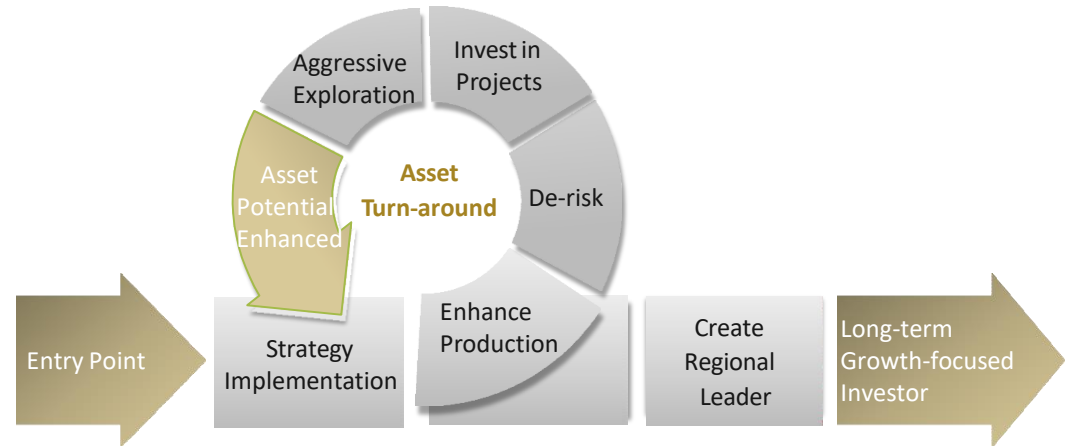 Aggressive
Exploration
Invest in
Projects
Asset
Potential
Enhanced
Asset
Turn-around
De-risk
Entry Point
Strategy
Implementation
Enhance
Production
Create
Regional
Leader
Long-term
Growth-focused
Investor